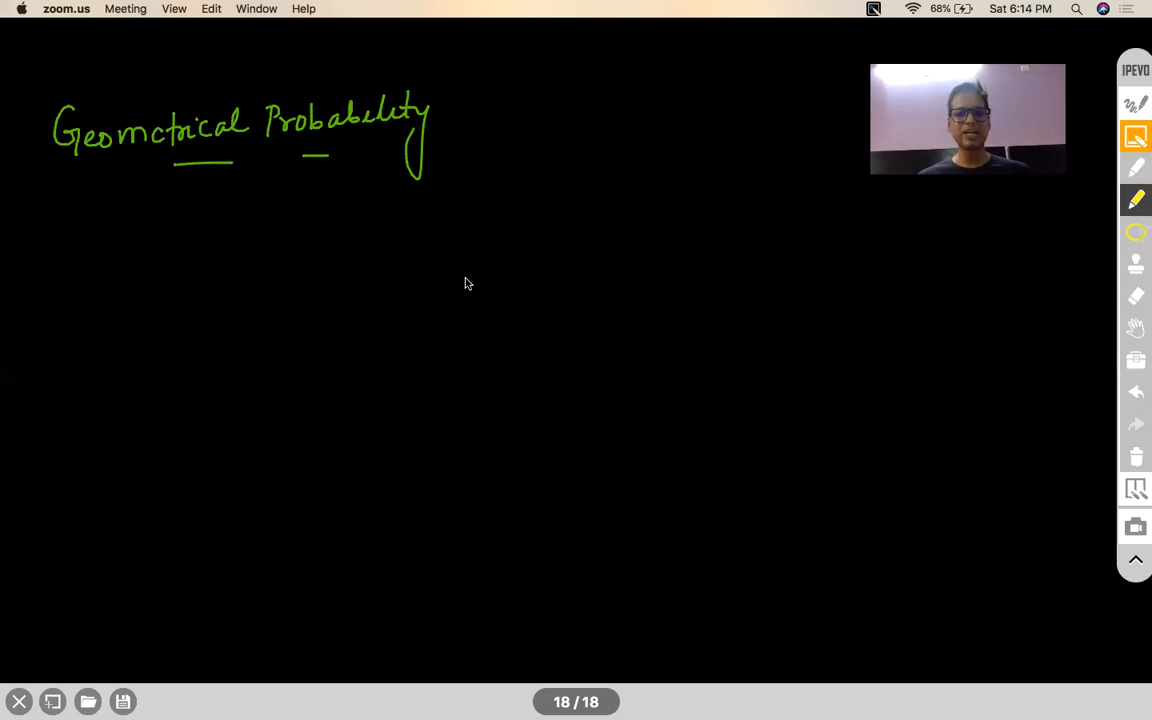 zoom.us Meeting View Edit Window Help 68% Sat 6:14 PM
IPEVO
Geometrical Probability
18 / 18